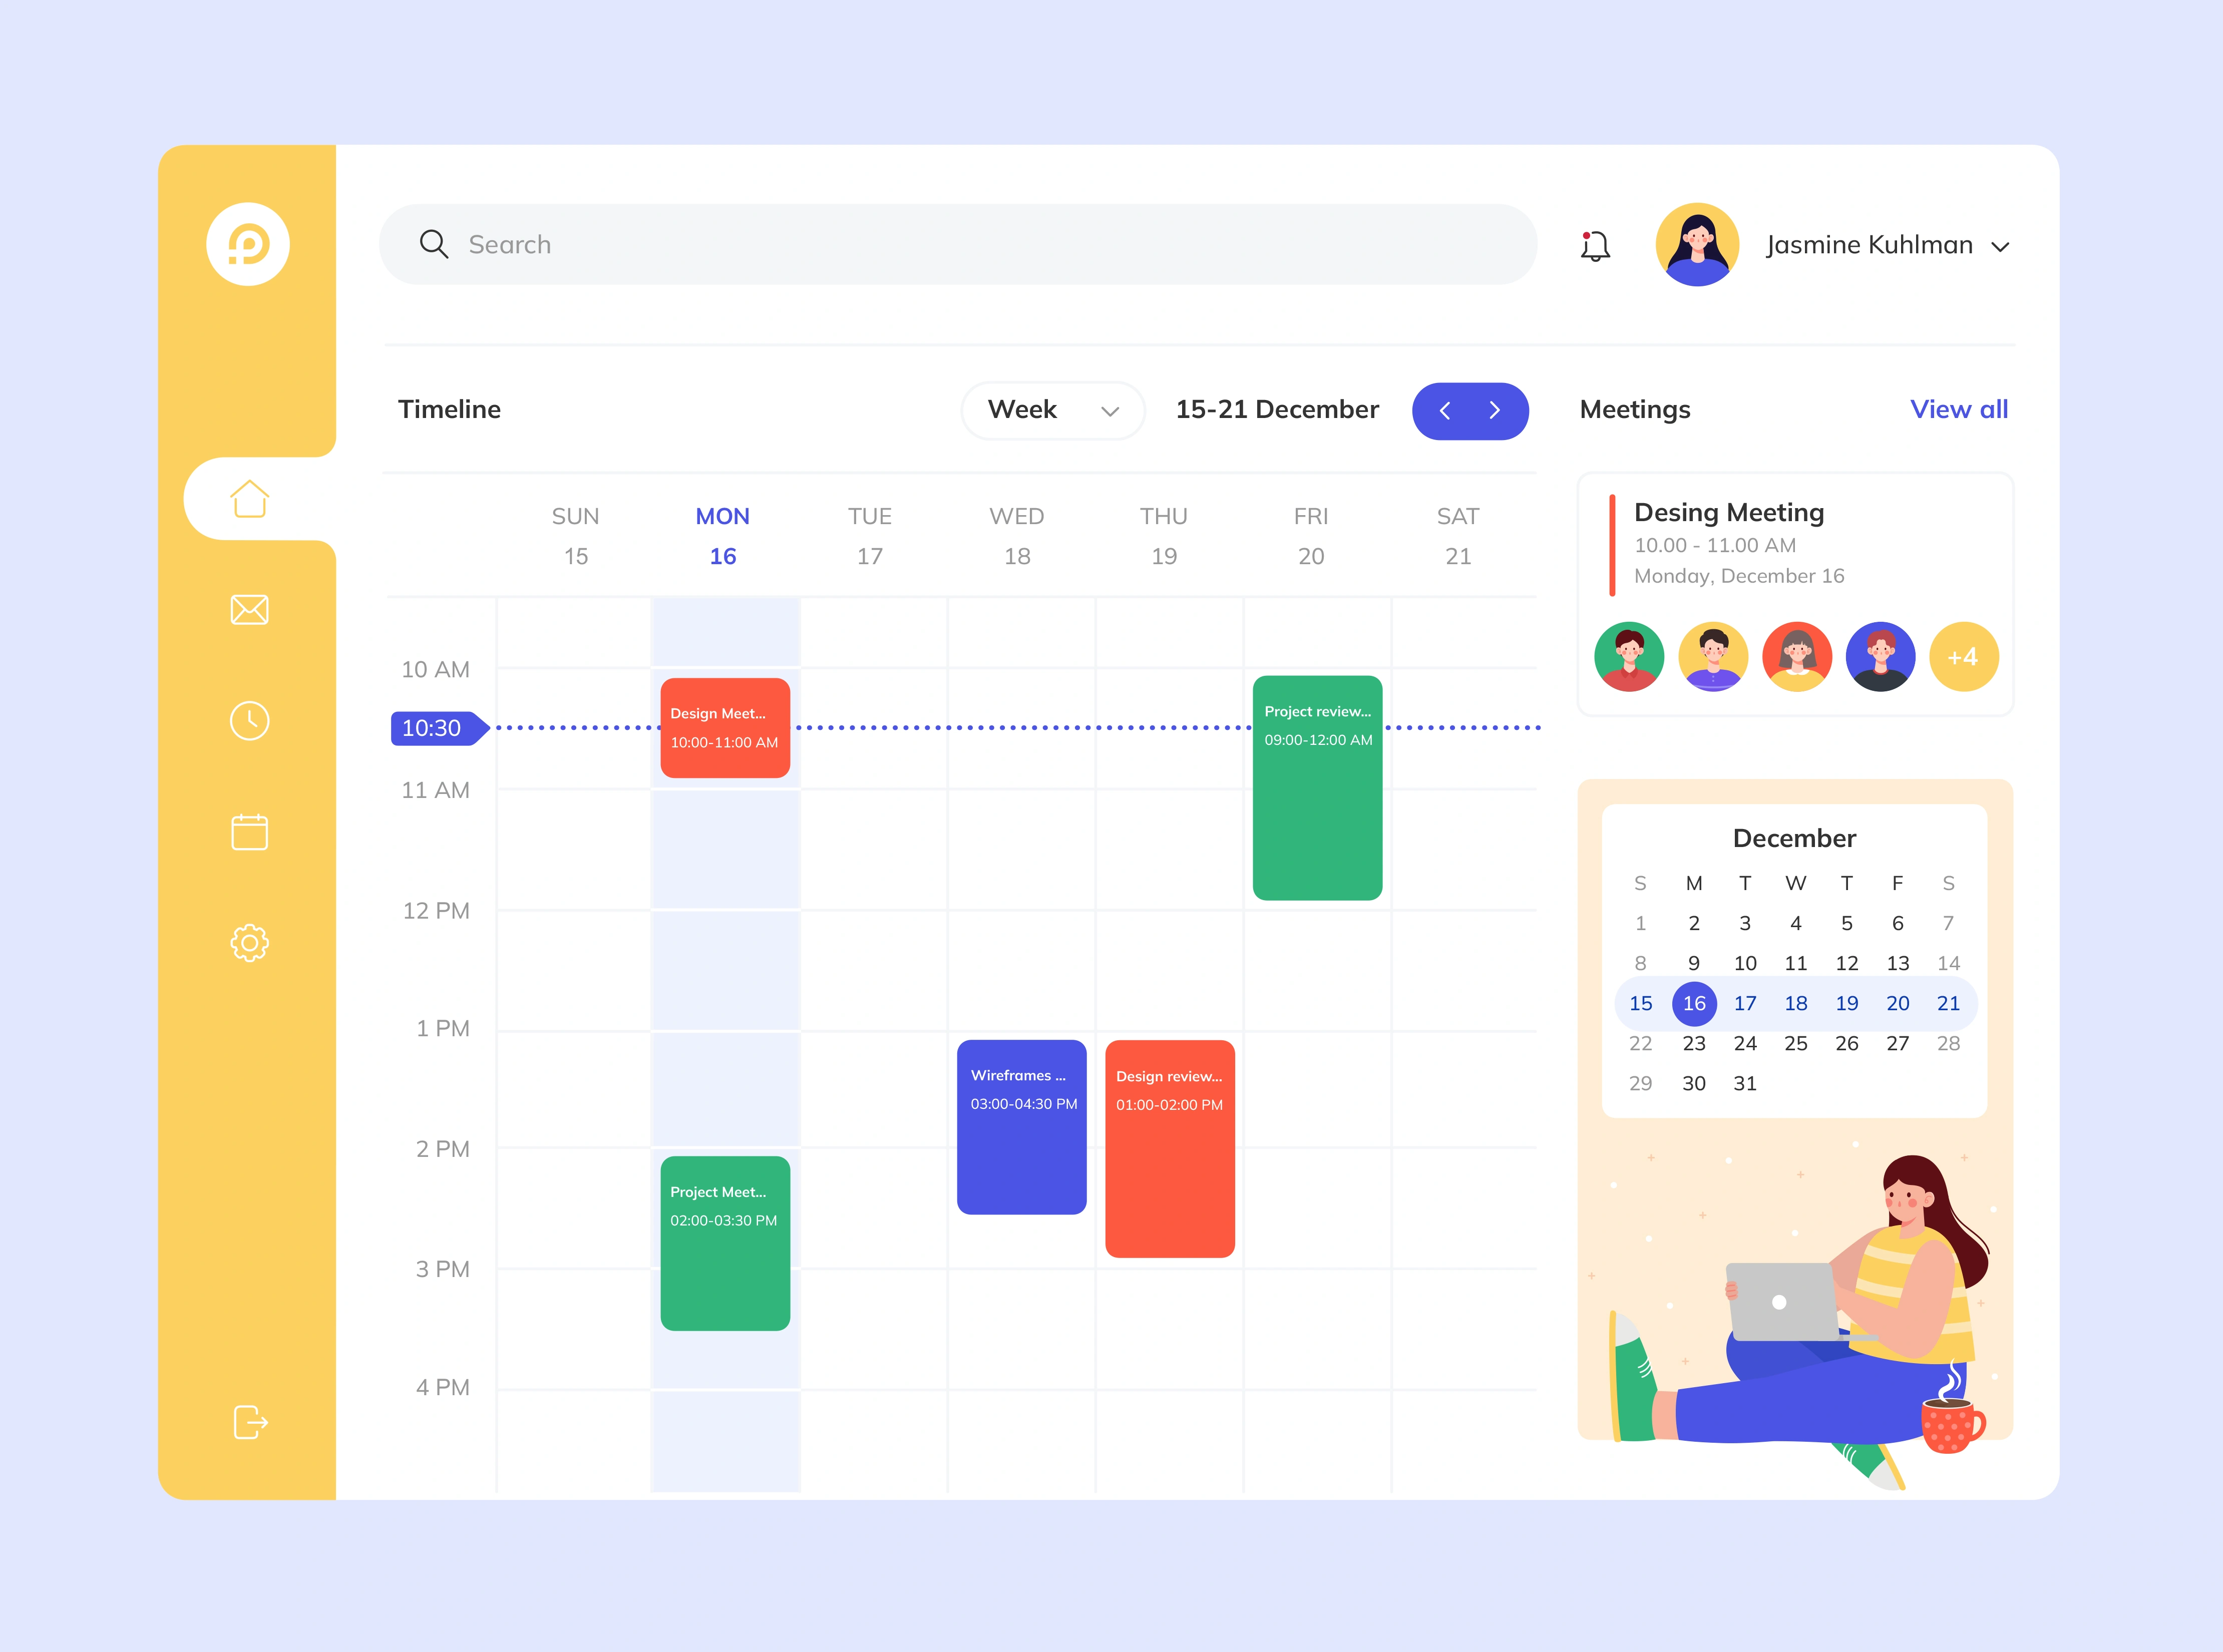 Search
Jasmine Kuhlman
Timeline
Week
15-21 December
Meetings
View all
SUN MON TUE WED THU FRI SAT
15 16 17 18 19 20 21
10 AM
10:30
11 AM
12 PM
1 PM
2 PM
3 PM
4 PM
Design Meet...
10:00-11:00 AM
Project Meet...
02:00-03:30 PM
Wireframes ...
03:00-04:30 PM
Design review...
01:00-02:00 PM
Project review...
09:00-12:00 AM
Desing Meeting
10.00 - 11.00 AM
Monday, December 16
+4
December
S M T W T F S
1 2 3 4 5 6 7
8 9 10 11 12 13 14
15 16 17 18 19 20 21
22 23 24 25 26 27 28
29 30 31